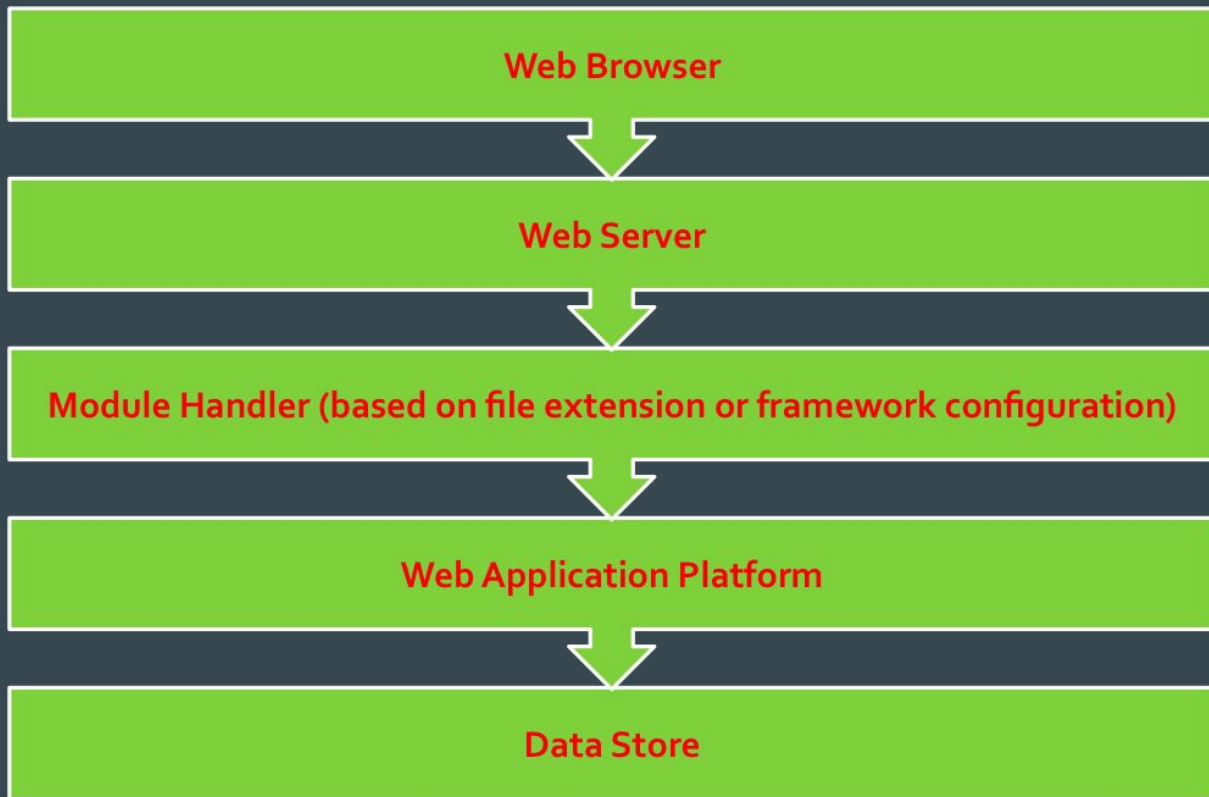 Web Browser
Web Server
Module Handler (based on file extension or framework configuration)
Web Application Platform
Data Store